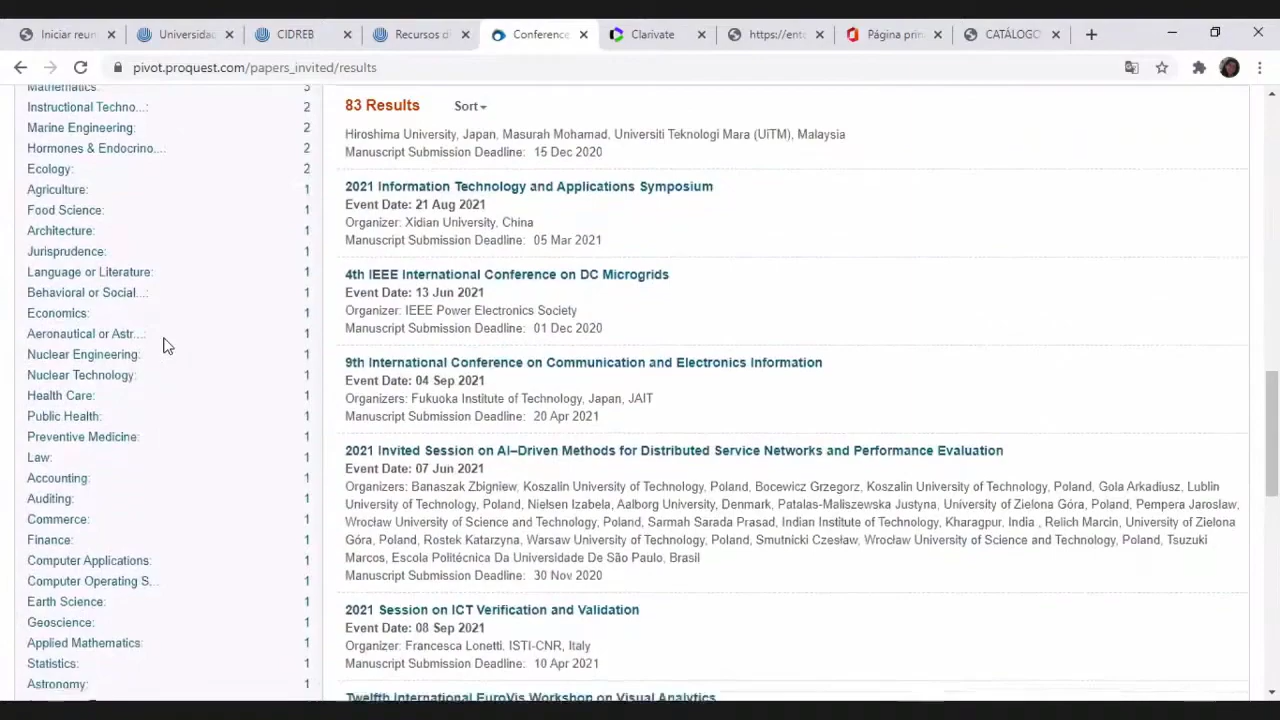 Iniciar reun
Universidad
CIDREB
Recursos di
Conference
Clarivate
https://ento
Página prin
CATÁLOGO
pivot.proquest.com/papers_invited/results
Mathematics: 3
Instructional Techno...: 2
Marine Engineering: 2
Hormones & Endocrino.... 2
Ecology: 2
Agriculture: 1
Food Science: 1
Architecture: 1
Jurisprudence: 1
Language or Literature: 1
Behavioral or Social...: 1
Economics: 1
Aeronautical or Astr...: 1
Nuclear Engineering: 1
Nuclear Technology: 1
Health Care: 1
Public Health: 1
Preventive Medicine: 1
Law: 1
Accounting: 1
Auditing: 1
Commerce: 1
Finance: 1
Computer Applications: 1
Computer Operating S... 1
Earth Science: 1
Geoscience: 1
Applied Mathematics: 1
Statistics: 1
Astronomy: 1
83 Results Sort
Hiroshima University, Japan, Masurah Mohamad, Universiti Teknologi Mara (UiTM), Malaysia
Manuscript Submission Deadline: 15 Dec 2020
2021 Information Technology and Applications Symposium
Event Date: 21 Aug 2021
Organizer: Xidian University, China
Manuscript Submission Deadline: 05 Mar 2021
4th IEEE International Conference on DC Microgrids
Event Date: 13 Jun 2021
Organizer: IEEE Power Electronics Society
Manuscript Submission Deadline: 01 Dec 2020
9th International Conference on Communication and Electronics Information
Event Date: 04 Sep 2021
Organizers: Fukuoka Institute of Technology, Japan, JAIT
Manuscript Submission Deadline: 20 Apr 2021
2021 Invited Session on AI–Driven Methods for Distributed Service Networks and Performance Evaluation
Event Date: 07 Jun 2021
Organizers: Banaszak Zbigniew, Koszalin University of Technology, Poland, Bocewicz Grzegorz, Koszalin University of Technology, Poland, Gola Arkadiusz, Lublin
University of Technology, Poland, Nielsen Izabela, Aalborg University, Denmark, Patalas-Maliszewska Justyna, University of Zielona Góra, Poland, Pempera Jarosław,
Wrocław University of Science and Technology, Poland, Sarmah Sarada Prasad, Indian Institute of Technology, Kharagpur, India , Relich Marcin, University of Zielona
Góra, Poland, Rostek Katarzyna, Warsaw University of Technology, Poland, Smutnicki Czesław, Wrocław University of Science and Technology, Poland, Tsuzuki
Marcos, Escola Politécnica Da Universidade De São Paulo, Brasil
Manuscript Submission Deadline: 30 Nov 2020
2021 Session on ICT Verification and Validation
Event Date: 08 Sep 2021
Organizer: Francesca Lonetti, ISTI-CNR, Italy
Manuscript Submission Deadline: 10 Apr 2021
Twelfth International EuroVis Workshop on Visual Analytics